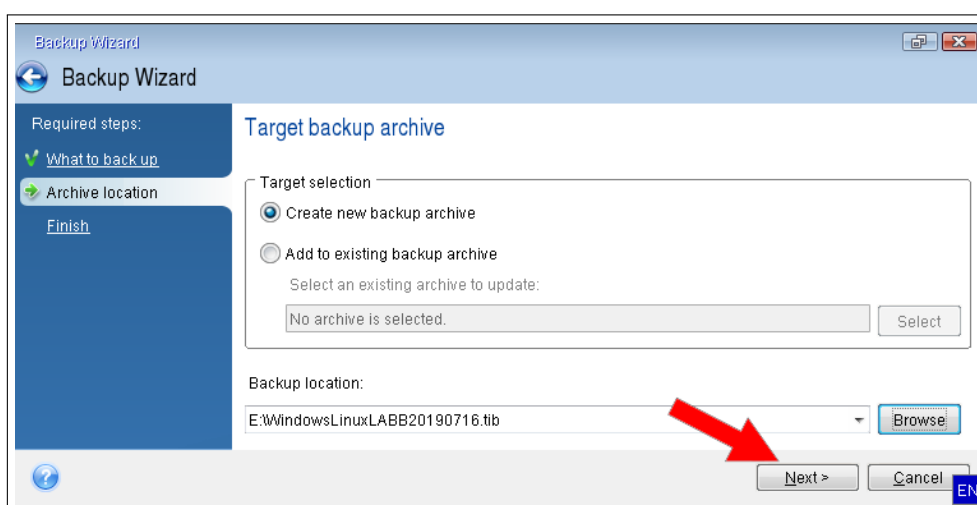 Backup Wizard
Backup Wizard
Required steps:
What to back up
Archive location
Finish
Target backup archive
Target selection
Create new backup archive
Add to existing backup archive
Select an existing archive to update:
No archive is selected.
Select
Backup location:
E:\WindowsLinuxLABB20190716.tib
Browse
?
Next >
Cancel
EN